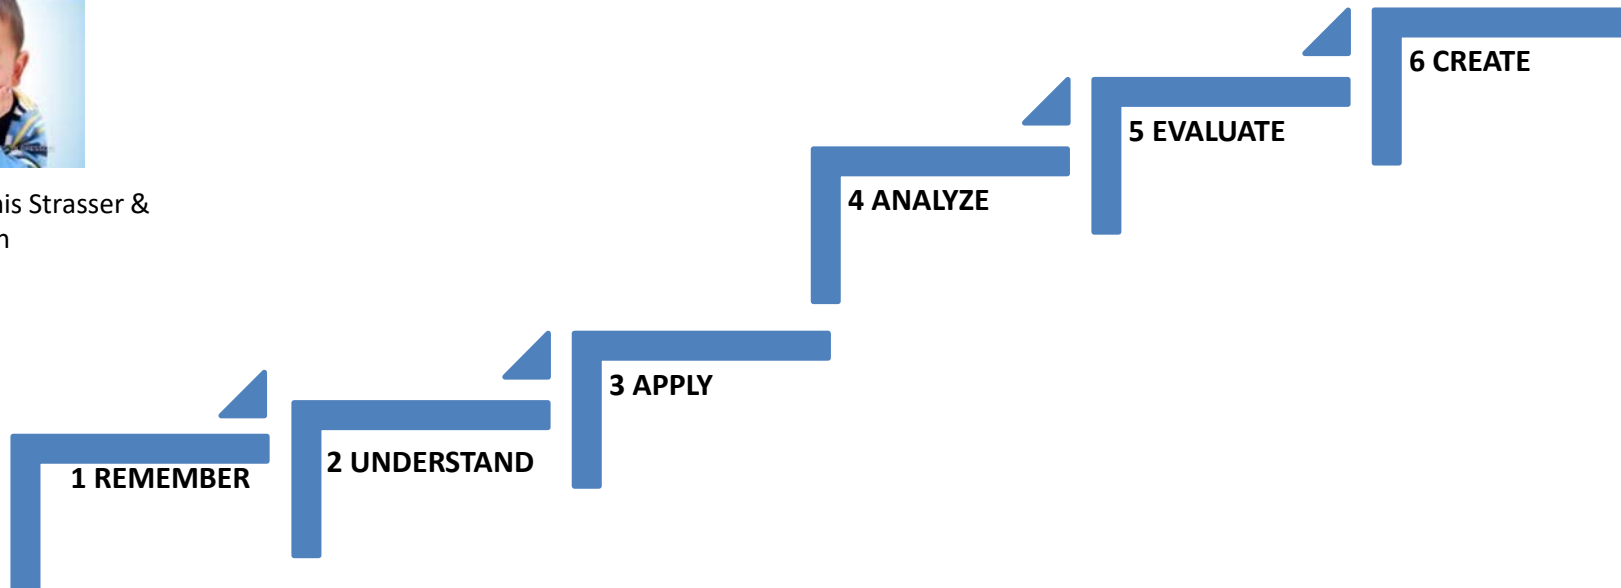 6 CREATE
5 EVALUATE
4 ANALYZE
is Strasser &
3 APPLY
2 UNDERSTAND
1 REMEMBER